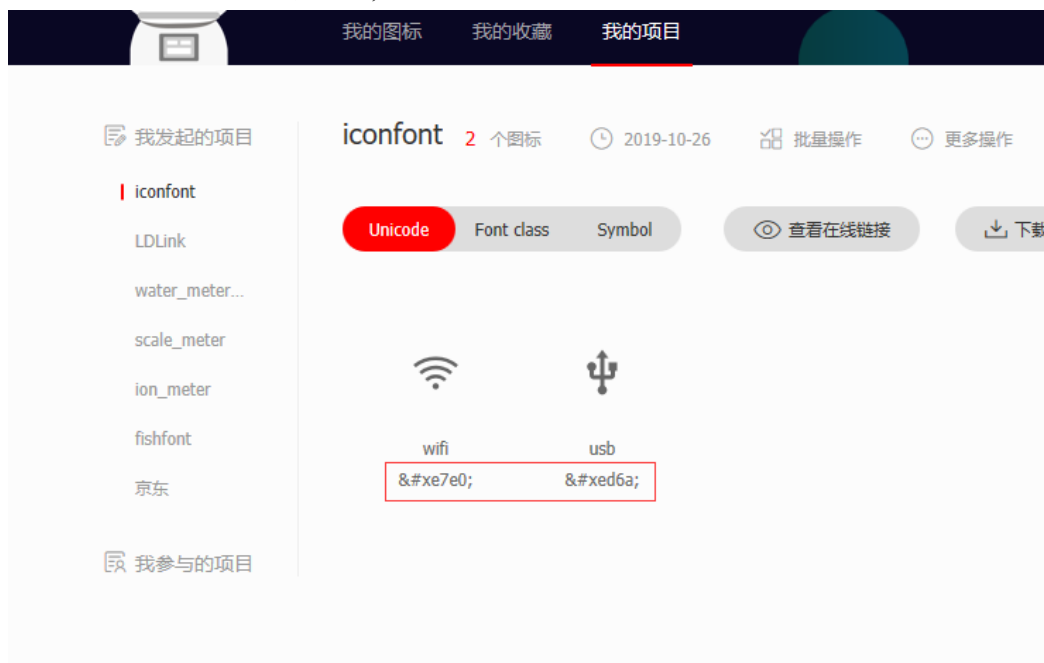 我的图标 我的收藏 我的项目
我发起的项目
iconfont 2 个图标 2019-10-26 批量操作 更多操作
iconfont
Unicode Font class Symbol 查看在线链接 下载
LDLink
water_meter...
scale_meter
ion_meter
fishfont
wifi usb
&#xe7e0; &#xed6a;
京东
我参与的项目